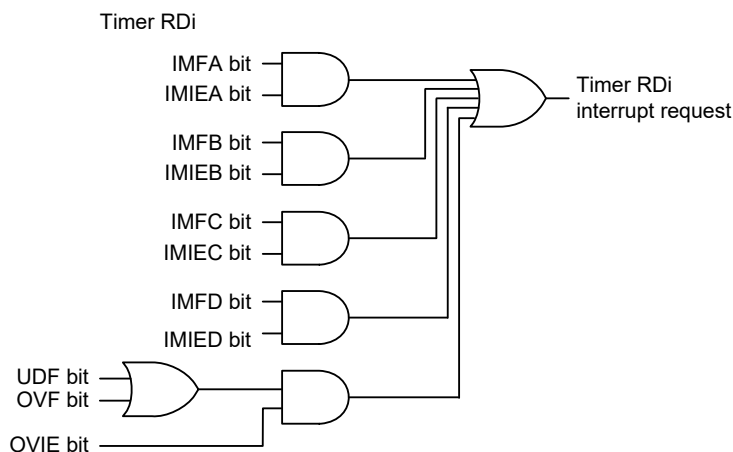 Timer RDi
IMFA bit
IMIEA bit
IMFB bit
IMIEB bit
IMFC bit
IMIEC bit
IMFD bit
IMIED bit
UDF bit
OVF bit
OVIE bit
Timer RDi
interrupt request